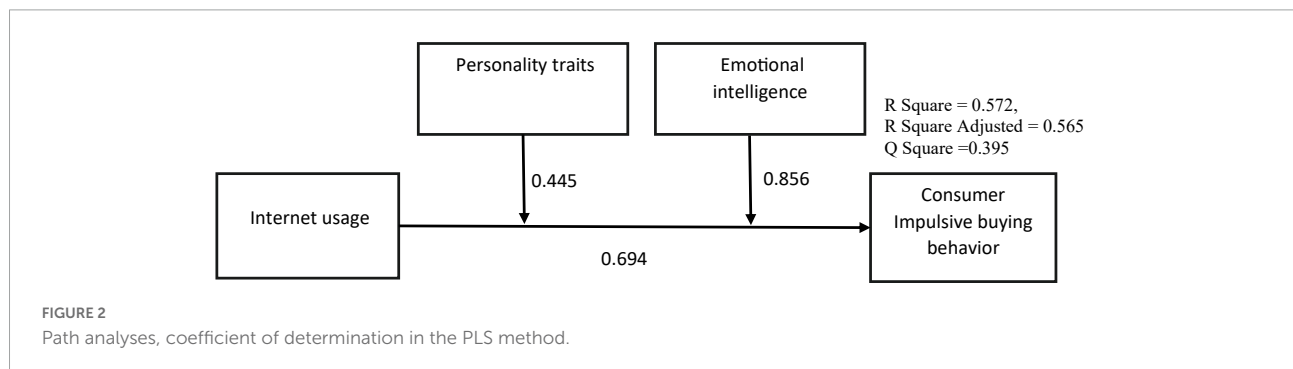 Personality traits
Emotional
intelligence
R Square = 0.572,
R Square Adjusted = 0.565
Q Square =0.395
0.445
0.856
Internet usage
Consumer
Impulsive buying
behavior
0.694
FIGURE 2
Path analyses, coefficient of determination in the PLS method.